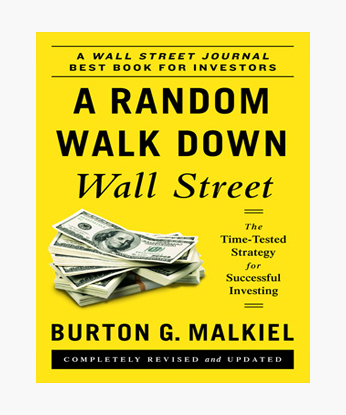 A WALL STREET JOURNAL
BEST BOOK FOR INVESTORS
A RANDOM
WALK DOWN
Wall Street
The
Time-Tested
Strategy
for
Successful
Investing
BURTON G. MALKIEL
COMPLETELY REVISED and UPDATED